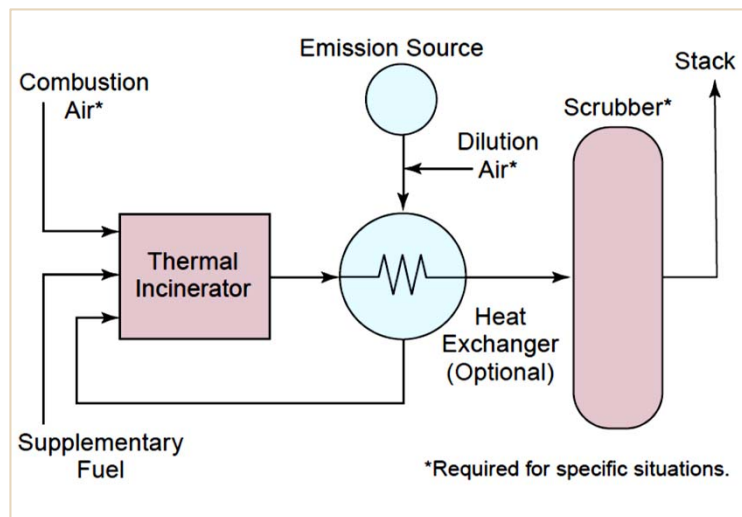 Emission Source
Stack
Combustion
Air*
Scrubber*
Dilution
Air*
Thermal
Incinerator
Heat
Exchanger
(Optional)
Supplementary
Fuel
*Required for specific situations.